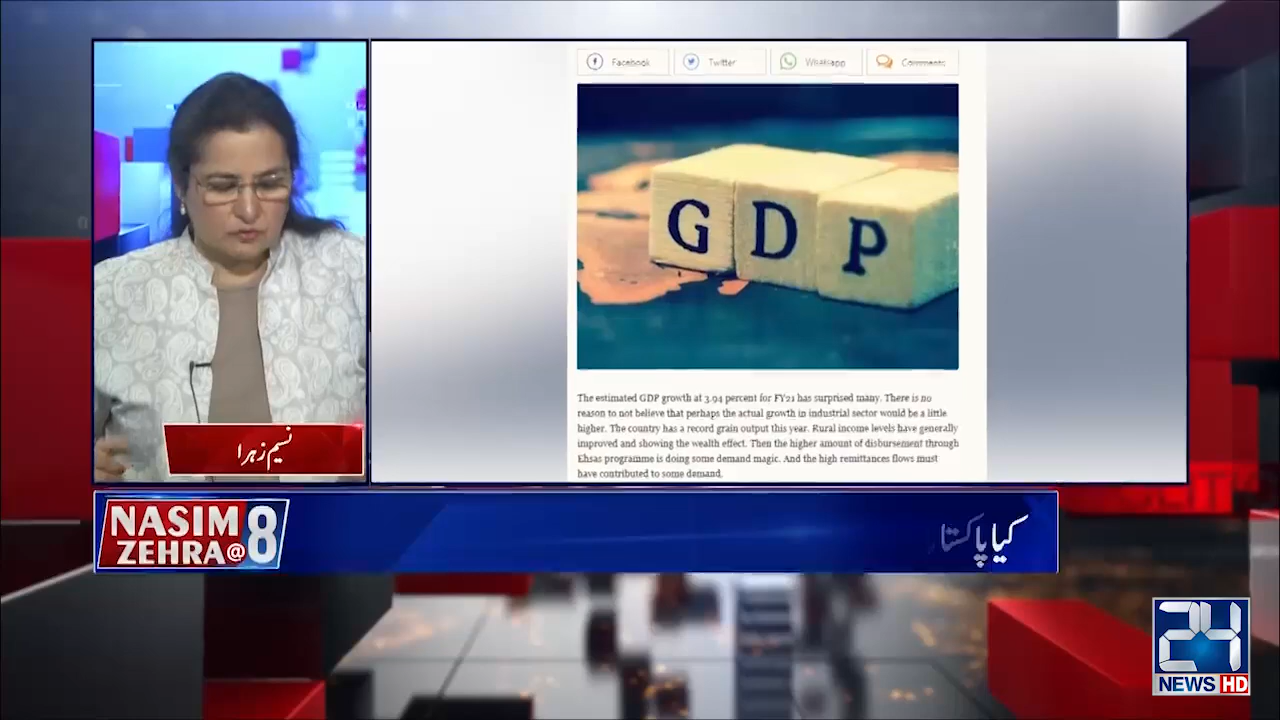 Facebook
Twitter
WhatsApp
Comments
GDP
The estimated GDP growth at 3.94 percent for FY21 has surprised many. There is no
reason to not believe that perhaps the actual growth in industrial sector would be a little
higher. The country has a record grain output this year. Rural income levels have generally
improved and showing the wealth effect. Then the higher amount of disbursement through
Ehsas programme is doing some demand magic. And the high remittances flows must
have contributed to some demand.
نسیم زہرا
NASIM
ZEHRA@8
کیا پاکستا
24
NEWS HD